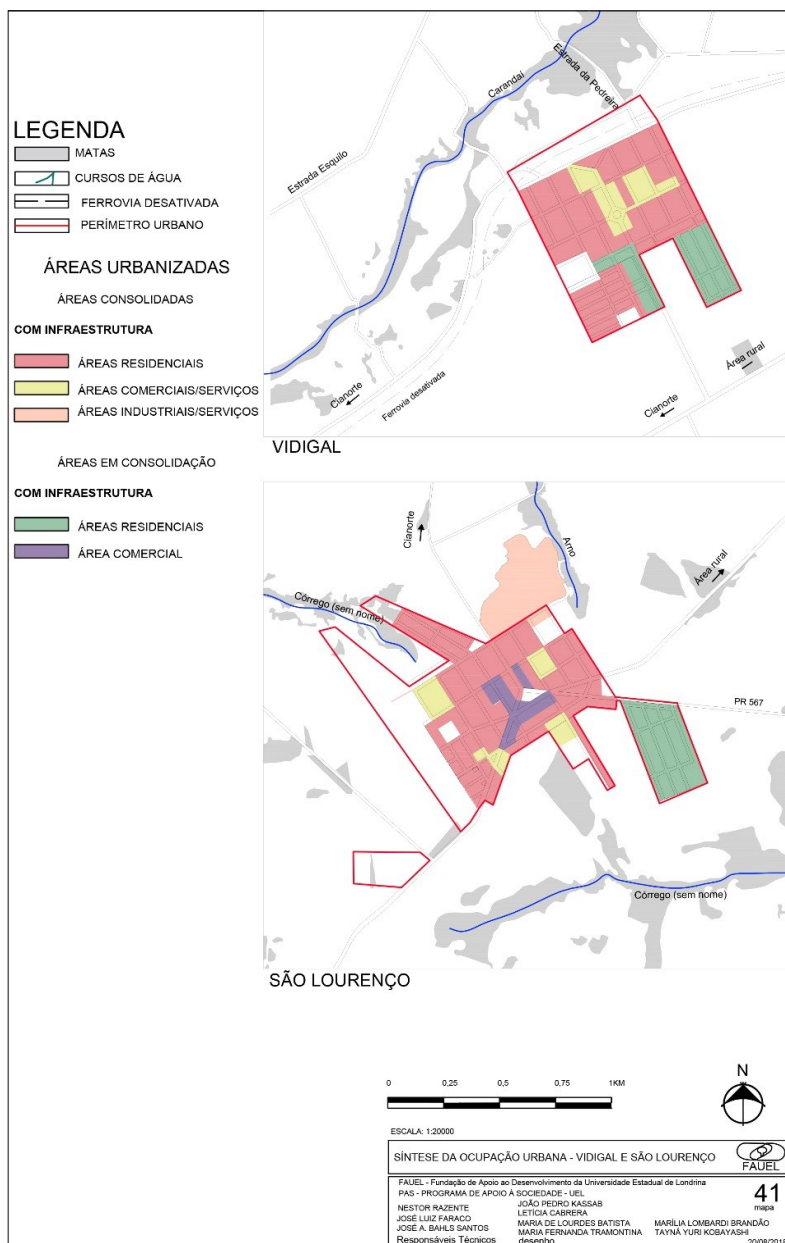 LEGENDA
MATAS
CURSOS DE ÁGUA
FERROVIA DESATIVADA
PERÍMETRO URBANO
ÁREAS URBANIZADAS
ÁREAS CONSOLIDADAS
COM INFRAESTRUTURA
ÁREAS RESIDENCIAIS
ÁREAS COMERCIAIS/SERVIÇOS
ÁREAS INDUSTRIAIS/SERVIÇOS
ÁREAS EM CONSOLIDAÇÃO
COM INFRAESTRUTURA
ÁREAS RESIDENCIAIS
ÁREA COMERCIAL
Estrada da Pedreira
Carandaí
Estrada Esquilo
Área rural
Cianorte
Ferrovia desativada
Cianorte
VIDIGAL
Cianorte
Arno
Área rural
Córrego (sem nome)
PR 567
Córrego (sem nome)
SÃO LOURENÇO
N
0 0,25 0,5 0,75 1KM
ESCALA: 1:20000
SÍNTESE DA OCUPAÇÃO URBANA - VIDIGAL E SÃO LOURENÇO
FAUEL
FAUEL - Fundação de Apoio ao Desenvolvimento da Universidade Estadual de Londrina
PAS - PROGRAMA DE APOIO À SOCIEDADE - UEL
41
mapa
NESTOR RAZENTE
JOSÉ LUIZ FARACO
JOSÉ A. BAHLS SANTOS
Responsáveis Técnicos
JOÃO PEDRO KASSAB
LETÍCIA CABRERA
MARIA DE LOURDES BATISTA
MARIA FERNANDA TRAMONTINA
desenho
MARÍLIA LOMBARDI BRANDÃO
TAYNÁ YURI KOBAYASHI